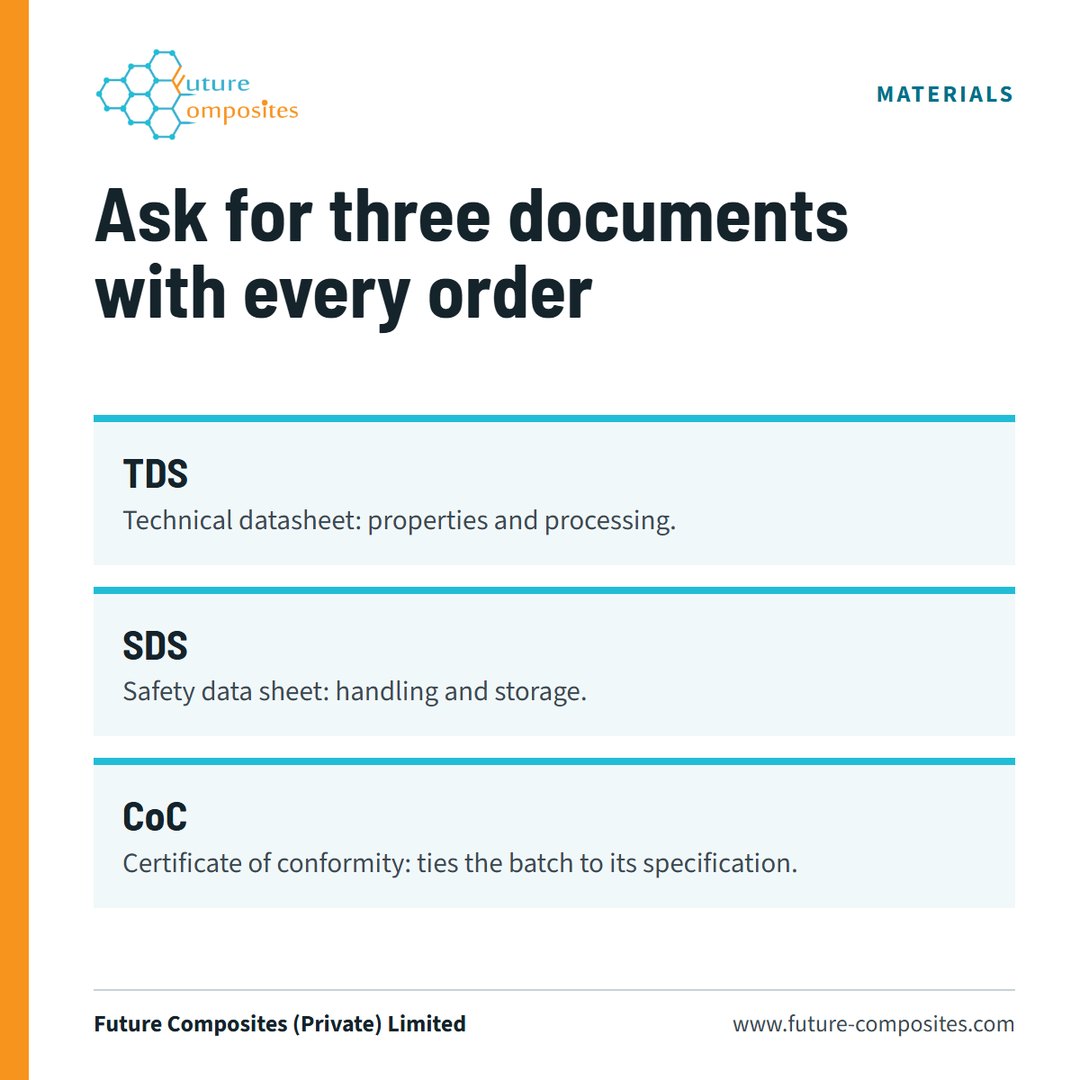 uture
omposites
MATERIALS
Ask for three documents
with every order
TDS
Technical datasheet: properties and processing.
SDS
Safety data sheet: handling and storage.
CoC
Certificate of conformity: ties the batch to its specification.
Future Composites (Private) Limited
www.future-composites.com